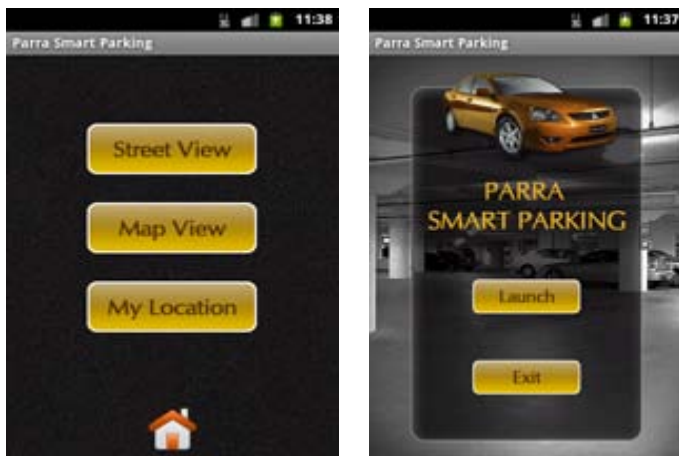 11:38
Parra Smart Parking
Street View
Map View
My Location
11:37
Parra Smart Parking
PARRA
SMART PARKING
Launch
Exit